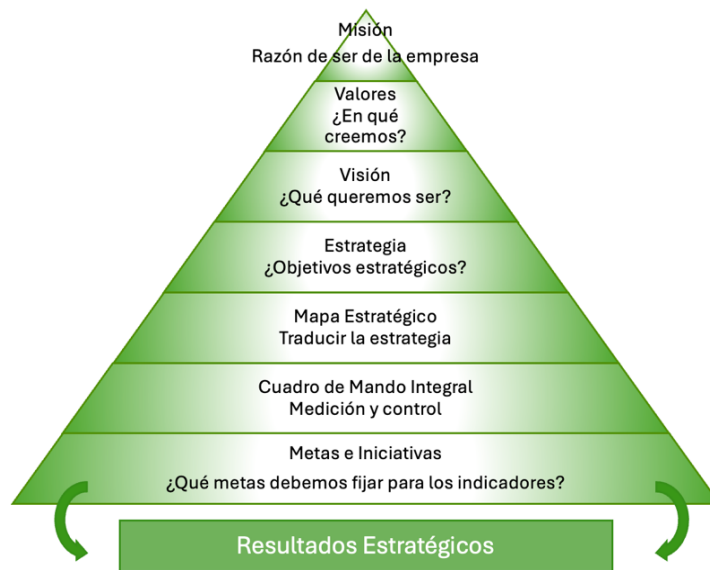 Misión
Razón de ser de la empresa
Valores
¿En qué
creemos?
Visión
¿Qué queremos ser?
Estrategia
¿Objetivos estratégicos?
Mapa Estratégico
Traducir la estrategia
Cuadro de Mando Integral
Medición y control
Metas e Iniciativas
¿Qué metas debemos fijar para los indicadores?
Resultados Estratégicos